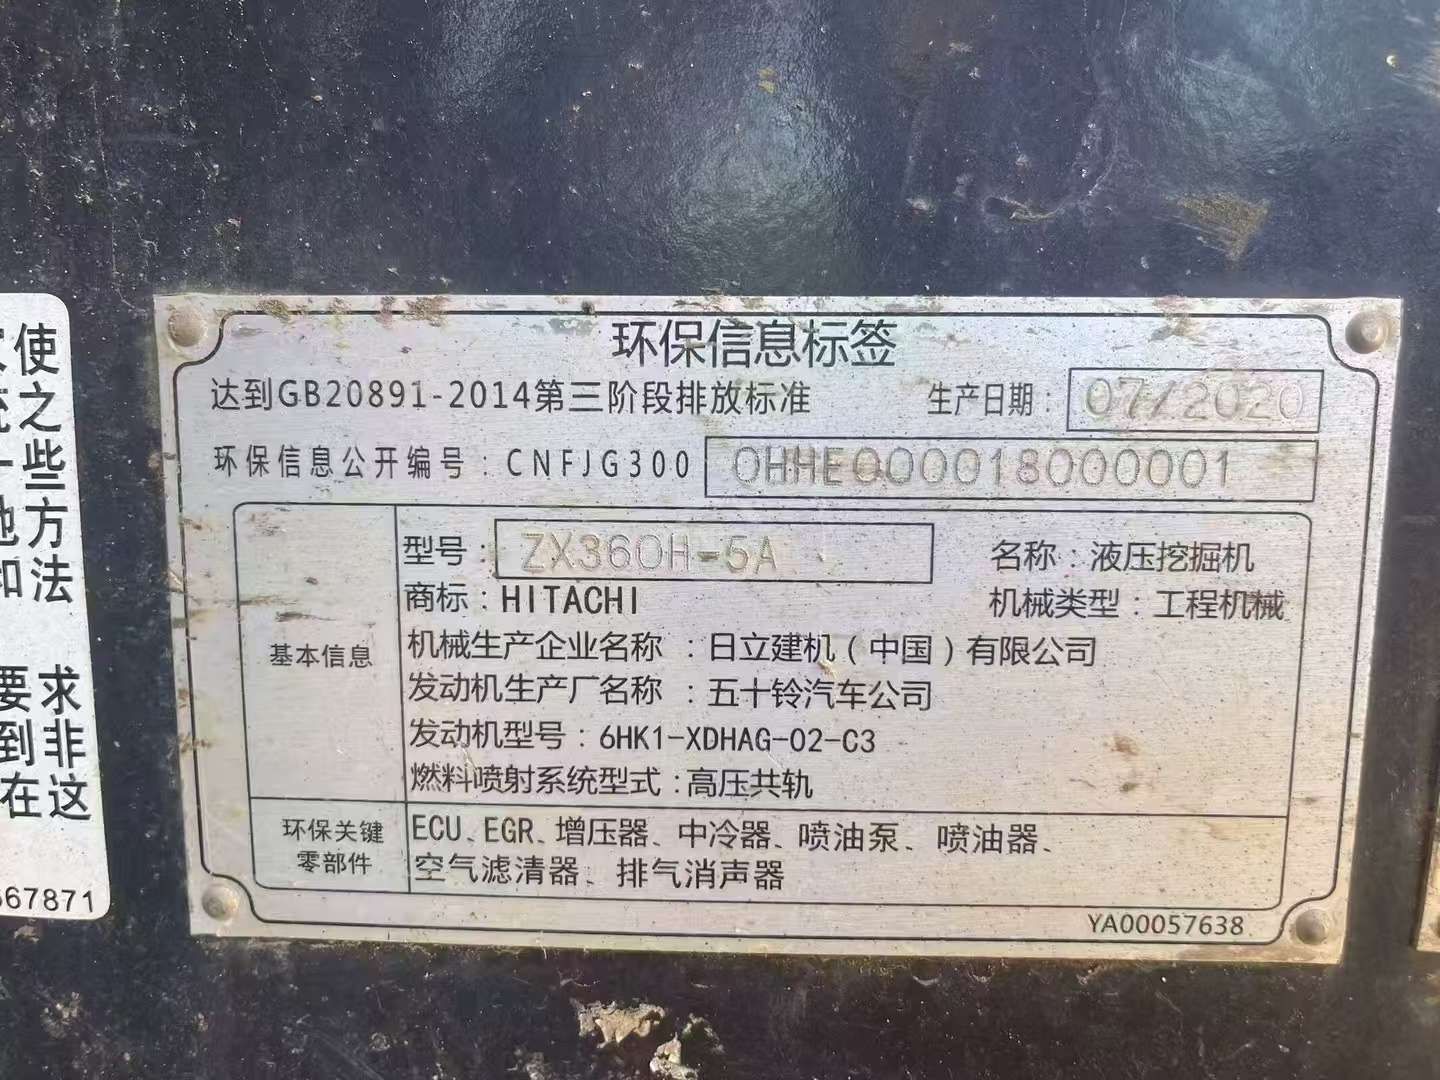 使
之
些
方
和法
要求
到非
在这
67871
环保信息标签
达到GB20891-2014第三阶段排放标准 生产日期：07/2020
环保信息公开编号：CNFJG300 0HHE000018000001
基本信息
型号：ZX360H-5A 名称：液压挖掘机
商标：HITACHI 机械类型：工程机械
机械生产企业名称：日立建机（中国）有限公司
发动机生产厂名称：五十铃汽车公司
发动机型号：6HK1-XDHAG-02-C3
燃料喷射系统型式：高压共轨
环保关键
零部件
ECU、EGR、增压器、中冷器、喷油泵、喷油器、
空气滤清器、排气消声器
YA00057638